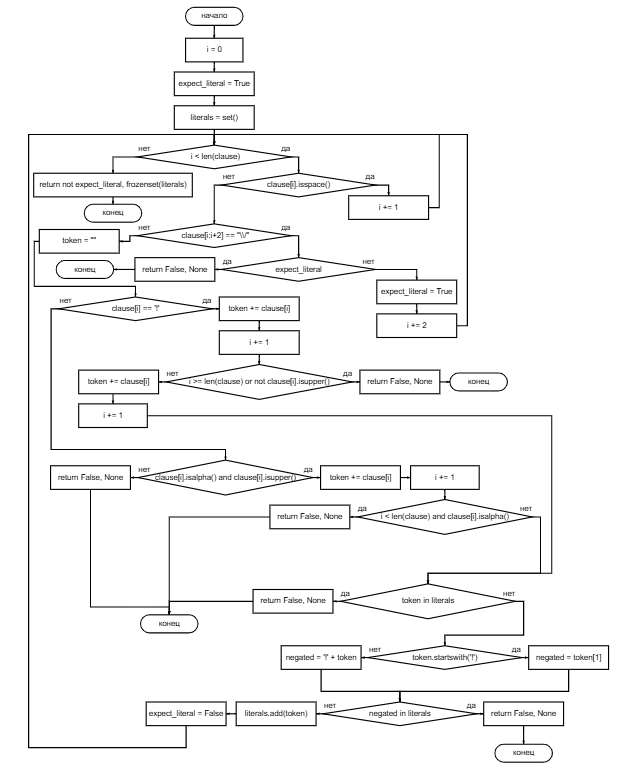 начало
i = 0
expect_literal = True
literals = set()
нет
да
i < len(clause)
return not expect_literal, frozenset(literals)
нет
да
clause[i].isspace()
i += 1
конец
нет
да
clause[i:i+2] == "\\/"
token = ""
конец
return False, None
да
нет
expect_literal
expect_literal = True
i += 2
нет
да
clause[i] == '!'
token += clause[i]
i += 1
token += clause[i]
нет
да
i >= len(clause) or not clause[i].isupper()
return False, None
конец
i += 1
return False, None
нет
да
clause[i].isalpha() and clause[i].isupper()
token += clause[i]
i += 1
return False, None
да
нет
i < len(clause) and clause[i].isalpha()
return False, None
да
нет
token in literals
конец
negated = '!' + token
нет
да
token.startswith('!')
negated = token[1]
expect_literal = False
literals.add(token)
нет
да
negated in literals
return False, None
конец